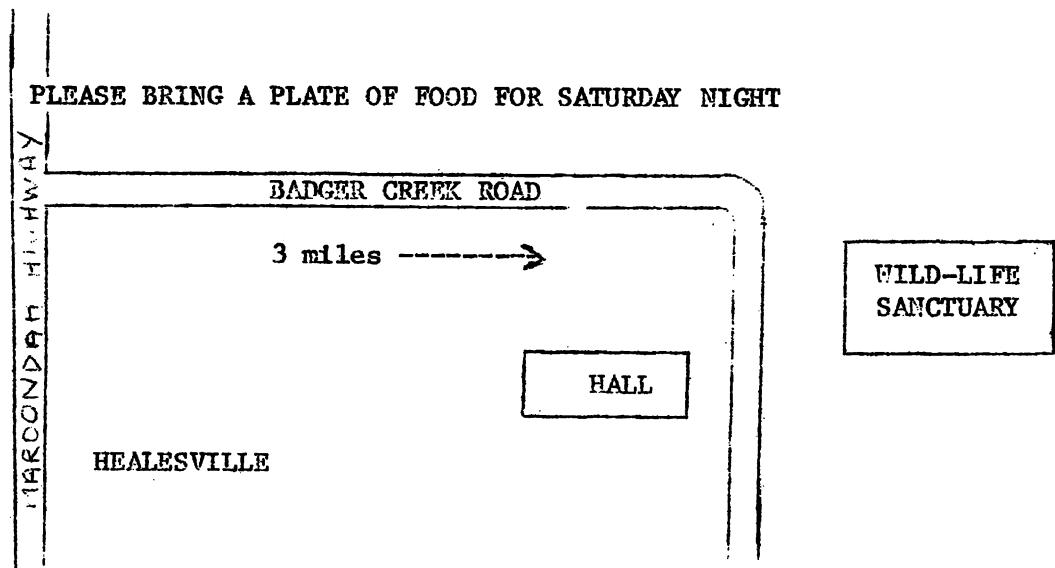 PLEASE BRING A PLATE OF FOOD FOR SATURDAY NIGHT
MAROONDAH HIGHWAY
BADGER CREEK ROAD
3 miles
WILD-LIFE
SANCTUARY
HALL
HEALESVILLE